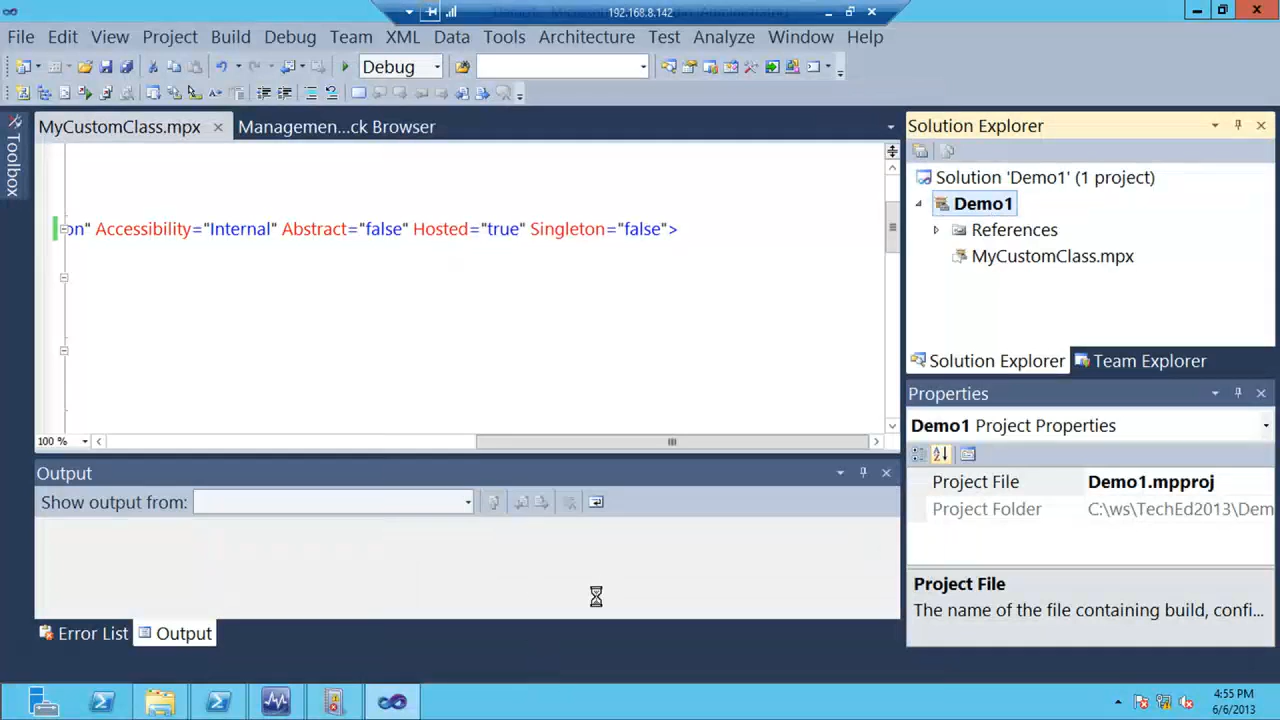 192.168.8.142
File Edit View Project Build Debug Team XML Data Tools Architecture Test Analyze Window Help
Debug
Toolbox
MyCustomClass.mpx
Managemen...ck Browser
on" Accessibility="Internal" Abstract="false" Hosted="true" Singleton="false">
100 %
Output
Show output from:
Error List
Output
Solution Explorer
Solution 'Demo1' (1 project)
Demo1
References
MyCustomClass.mpx
Solution Explorer
Team Explorer
Properties
Demo1 Project Properties
Project File Demo1.mpproj
Project Folder C:\ws\TechEd2013\Dem
Project File
The name of the file containing build, confi...
4:55 PM
6/6/2013